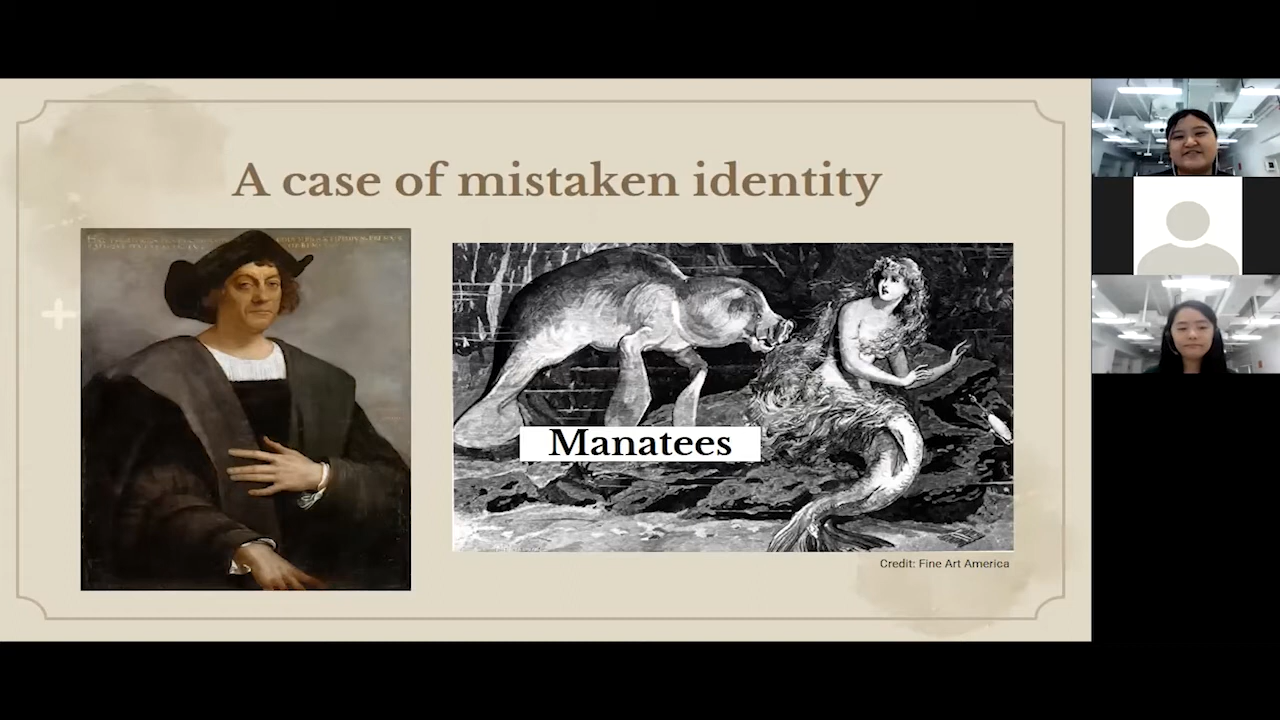 A case of mistaken identity
Manatees
Credit: Fine Art America